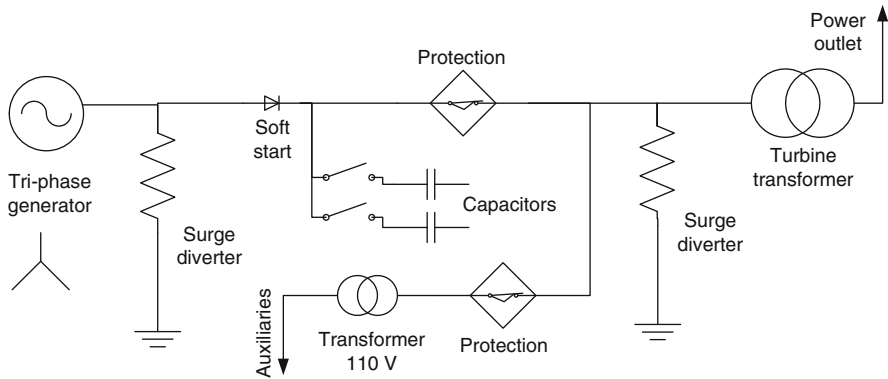 Power
outlet
Protection
Soft
start
Tri-phase
generator
Turbine
transformer
Capacitors
Surge
diverter
Surge
diverter
Auxiliaries
Transformer
110 V
Protection